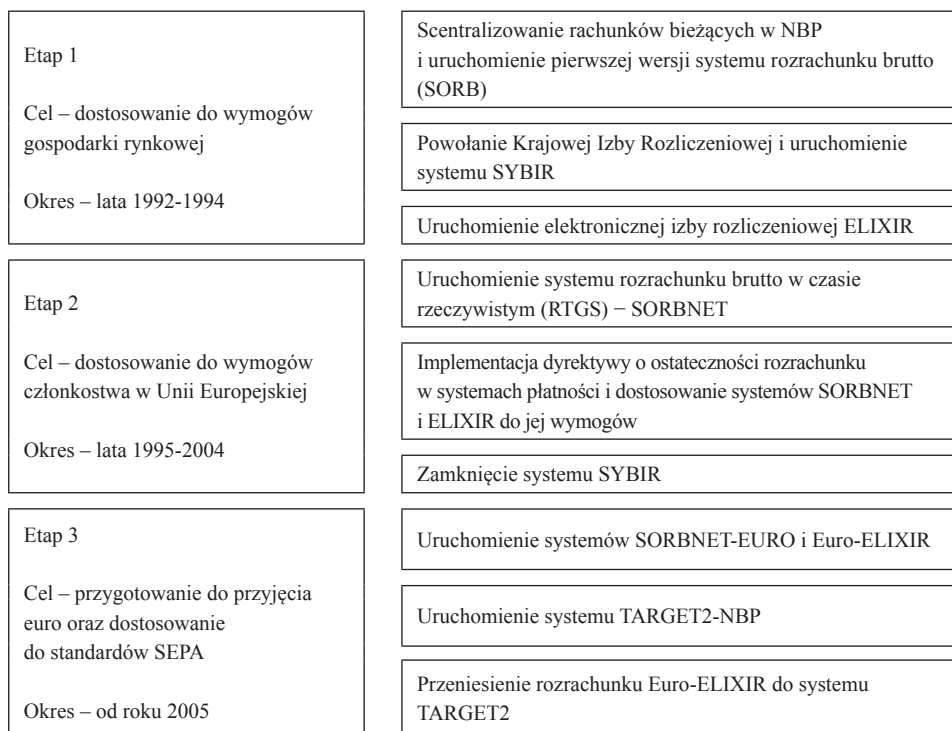 Etap 1
Cel – dostosowanie do wymogów
gospodarki rynkowej
Okres – lata 1992-1994
Scentralizowanie rachunków bieżących w NBP
i uruchomienie pierwszej wersji systemu rozrachunku brutto
(SORB)
Powołanie Krajowej Izby Rozliczeniowej i uruchomienie
systemu SYBIR
Uruchomienie elektronicznej izby rozliczeniowej ELIXIR
Etap 2
Cel – dostosowanie do wymogów
członkostwa w Unii Europejskiej
Okres – lata 1995-2004
Uruchomienie systemu rozrachunku brutto w czasie
rzeczywistym (RTGS) − SORBNET
Implementacja dyrektywy o ostateczności rozrachunku
w systemach płatności i dostosowanie systemów SORBNET
i ELIXIR do jej wymogów
Zamknięcie systemu SYBIR
Etap 3
Cel – przygotowanie do przyjęcia
euro oraz dostosowanie
do standardów SEPA
Okres – od roku 2005
Uruchomienie systemów SORBNET-EURO i Euro-ELIXIR
Uruchomienie systemu TARGET2-NBP
Przeniesienie rozrachunku Euro-ELIXIR do systemu
TARGET2